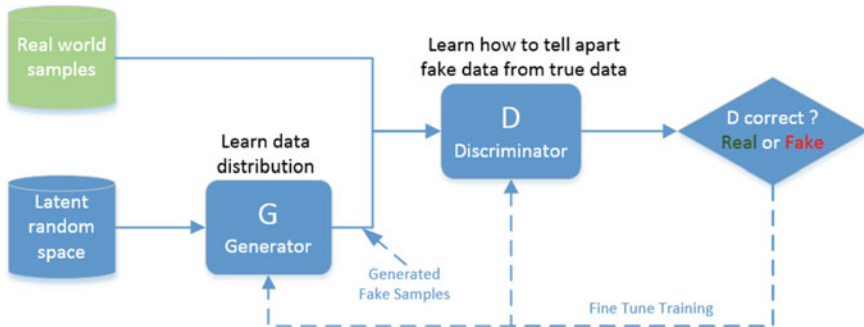 Real world
samples
Learn how to tell apart
fake data from true data
D
Discriminator
D correct ?
Real or Fake
Learn data
distribution
Latent
random
space
G
Generator
Generated
Fake Samples
Fine Tune Training